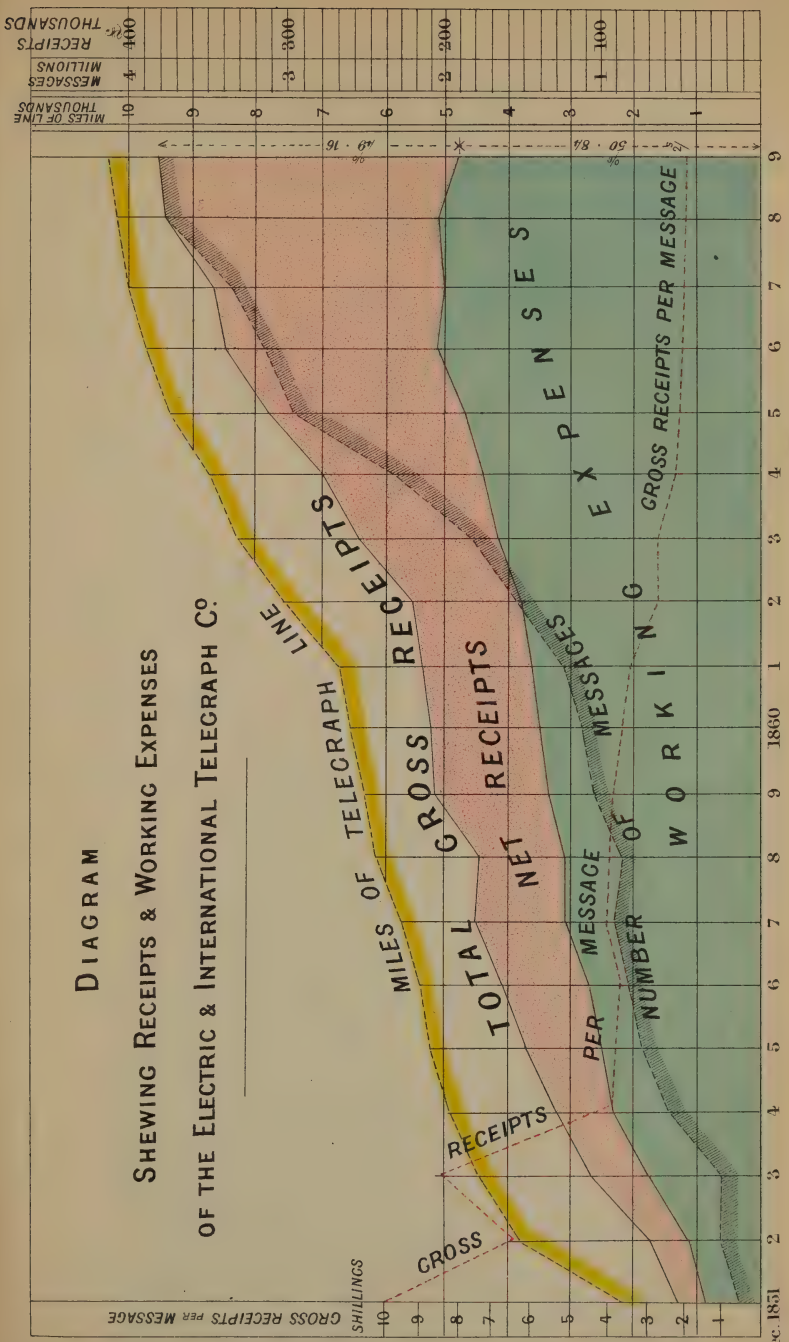 DIAGRAM
SHEWING RECEIPTS & WORKING EXPENSES
OF THE ELECTRIC & INTERNATIONAL TELEGRAPH Cº.
GROSS RECEIPTS PER MESSAGE
SHILLINGS
10
9
8
7
6
5
4
3
2
1
MILES OF TELEGRAPH LINE
TOTAL GROSS RECEIPTS
NET RECEIPTS
GROSS RECEIPTS PER MESSAGE
NUMBER OF MESSAGES
WORKING EXPENSES
GROSS RECEIPTS PER MESSAGE
49·16 %
50·84 %
MILES OF LINE
THOUSANDS
10
9
8
7
6
5
4
3
2
1
MESSAGES
MILLIONS
4
3
2
1
RECEIPTS
THOUSANDS
400
300
200
100
ec. 1851 2 3 4 5 6 7 8 9 1860 1 2 3 4 5 6 7 8 9